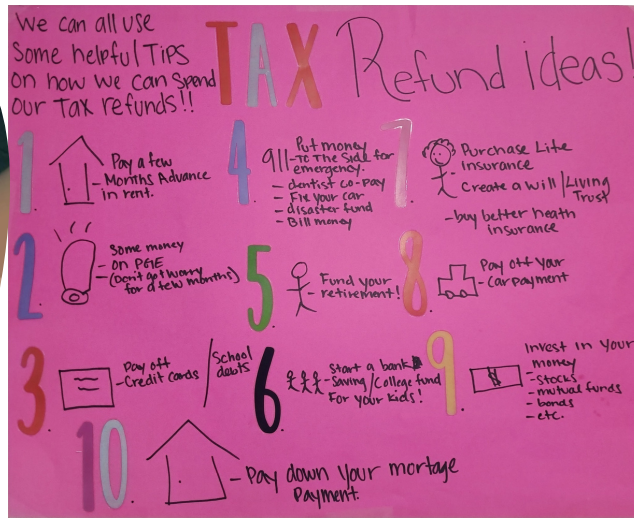 We can all use
Some helpful Tips
on how we can Spend
our Tax refunds!!
TAX Refund ideas!
1.
Pay a few
- Months Advance
in rent.
2.
Some money
- on PG&E
- (Don't got worry
for a few months)
3.
Pay off
- Credit cards / School
debts
4.
911 - Put money
To The Side for
emergency.
- dentist co-pay
- Fix your car
- disaster fund
- Bill money
5.
Fund your
- retirement!
6.
Start a bank
- Saving/College fund
For your kids!
7.
Purchase Life
insurance
- Create a Will/Living
Trust
- buy better heath
insurance
8.
Pay off your
- Car payment
9.
$
Invest in Your
- money
- stocks
- mutual funds
- bonds
- etc.
10.
- Pay down your mortage
Payment.